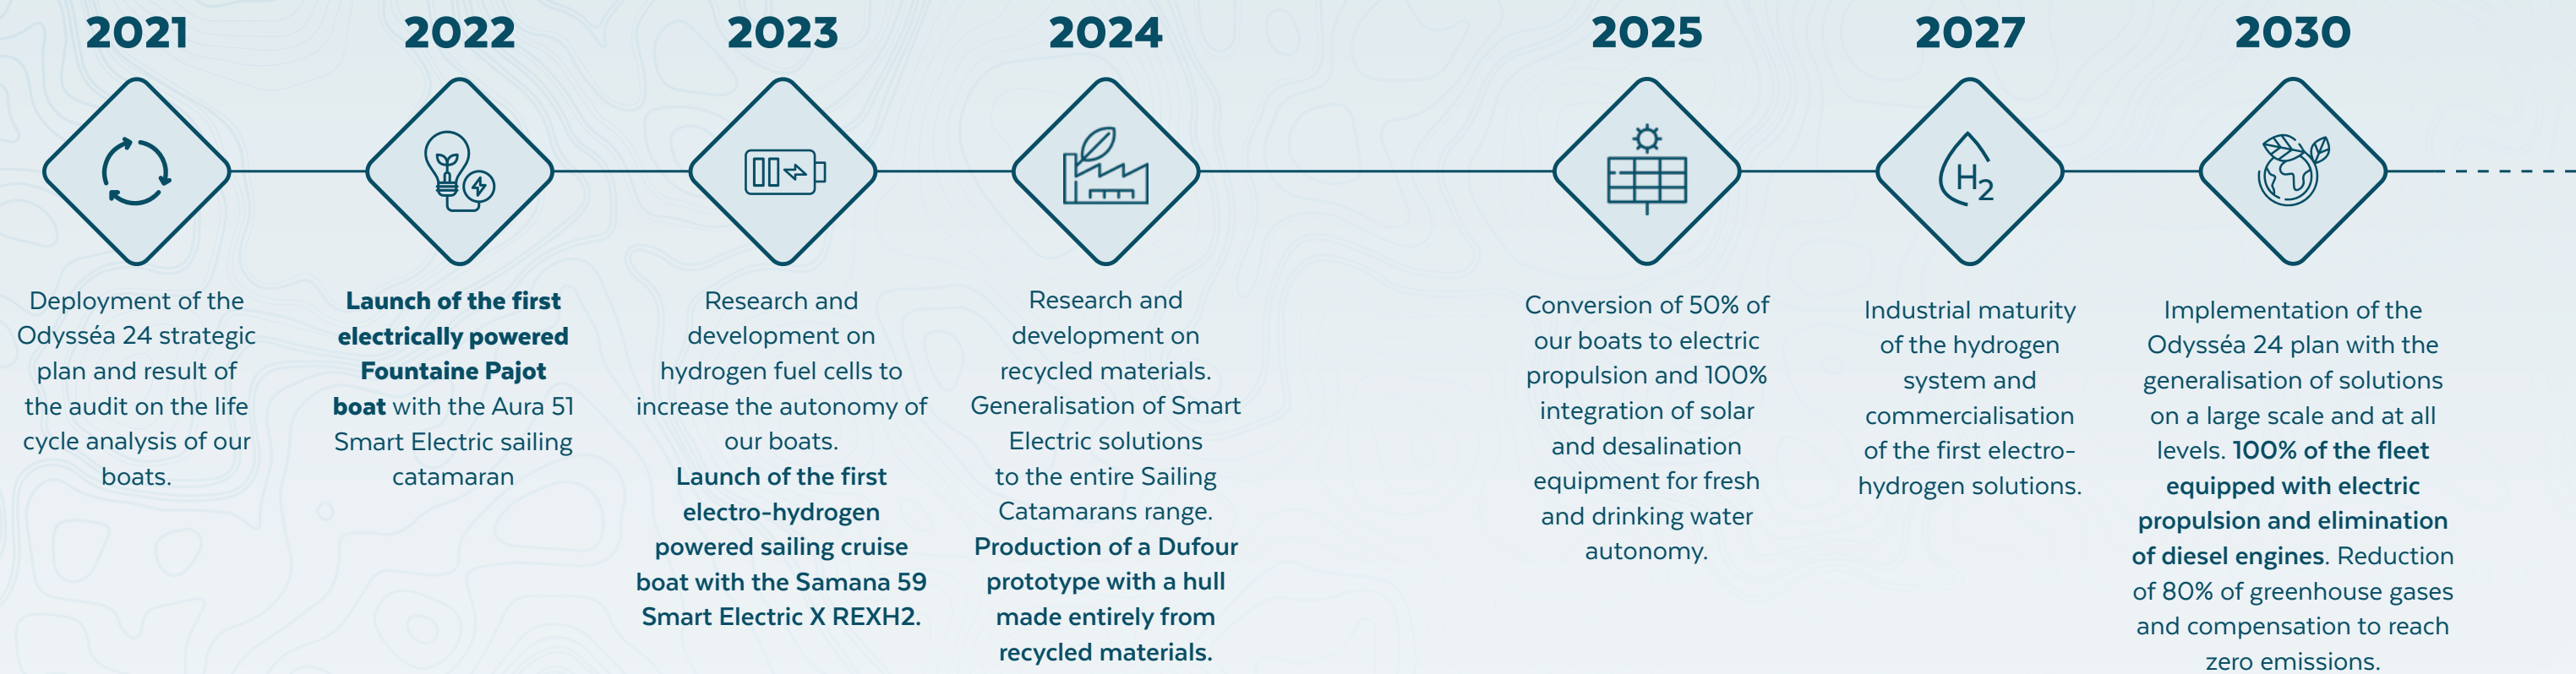 2021
Deployment of the
Odysséa 24 strategic
plan and result of
the audit on the life
cycle analysis of our
boats.
2022
Launch of the first
electrically powered
Fountaine Pajot
boat with the Aura 51
Smart Electric sailing
catamaran
2023
Research and
development on
hydrogen fuel cells to
increase the autonomy of
our boats.
Launch of the first
electro-hydrogen
powered sailing cruise
boat with the Samana 59
Smart Electric X REXH2.
2024
Research and
development on
recycled materials.
Generalisation of Smart
Electric solutions
to the entire Sailing
Catamarans range.
Production of a Dufour
prototype with a hull
made entirely from
recycled materials.
2025
Conversion of 50% of
our boats to electric
propulsion and 100%
integration of solar
and desalination
equipment for fresh
and drinking water
autonomy.
2027
H2
Industrial maturity
of the hydrogen
system and
commercialisation
of the first electro-
hydrogen solutions.
2030
Implementation of the
Odysséa 24 plan with the
generalisation of solutions
on a large scale and at all
levels. 100% of the fleet
equipped with electric
propulsion and elimination
of diesel engines. Reduction
of 80% of greenhouse gases
and compensation to reach
zero emissions.